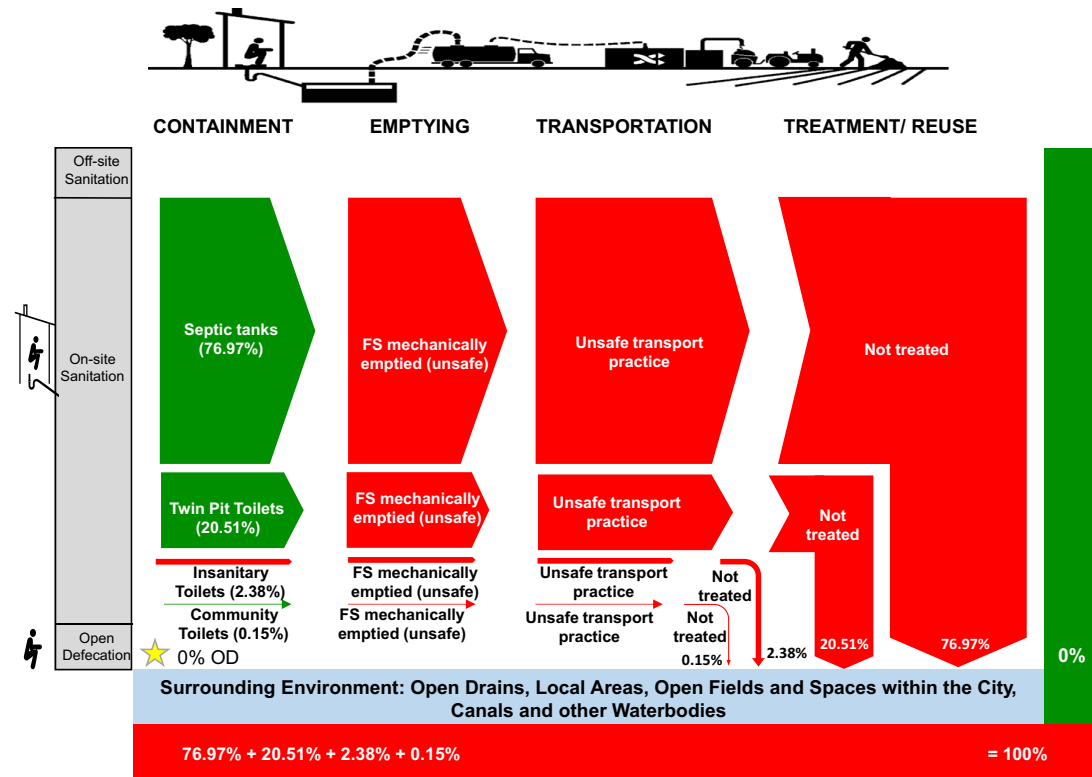 CONTAINMENT
EMPTYING
TRANSPORTATION
TREATMENT/ REUSE
Off-site
Sanitation
On-site
Sanitation
Open
Defecation
Septic tanks
(76.97%)
FS mechanically
emptied (unsafe)
Unsafe transport
practice
Not treated
Twin Pit Toilets
(20.51%)
FS mechanically
emptied (unsafe)
Unsafe transport
practice
Not
treated
Insanitary
Toilets (2.38%)
FS mechanically
emptied (unsafe)
Unsafe transport
practice
Not
treated
Community
Toilets (0.15%)
FS mechanically
emptied (unsafe)
Unsafe transport
practice
Not
treated
0% OD
0.15%
2.38%
20.51%
76.97%
0%
Surrounding Environment: Open Drains, Local Areas, Open Fields and Spaces within the City,
Canals and other Waterbodies
76.97% + 20.51% + 2.38% + 0.15%
= 100%